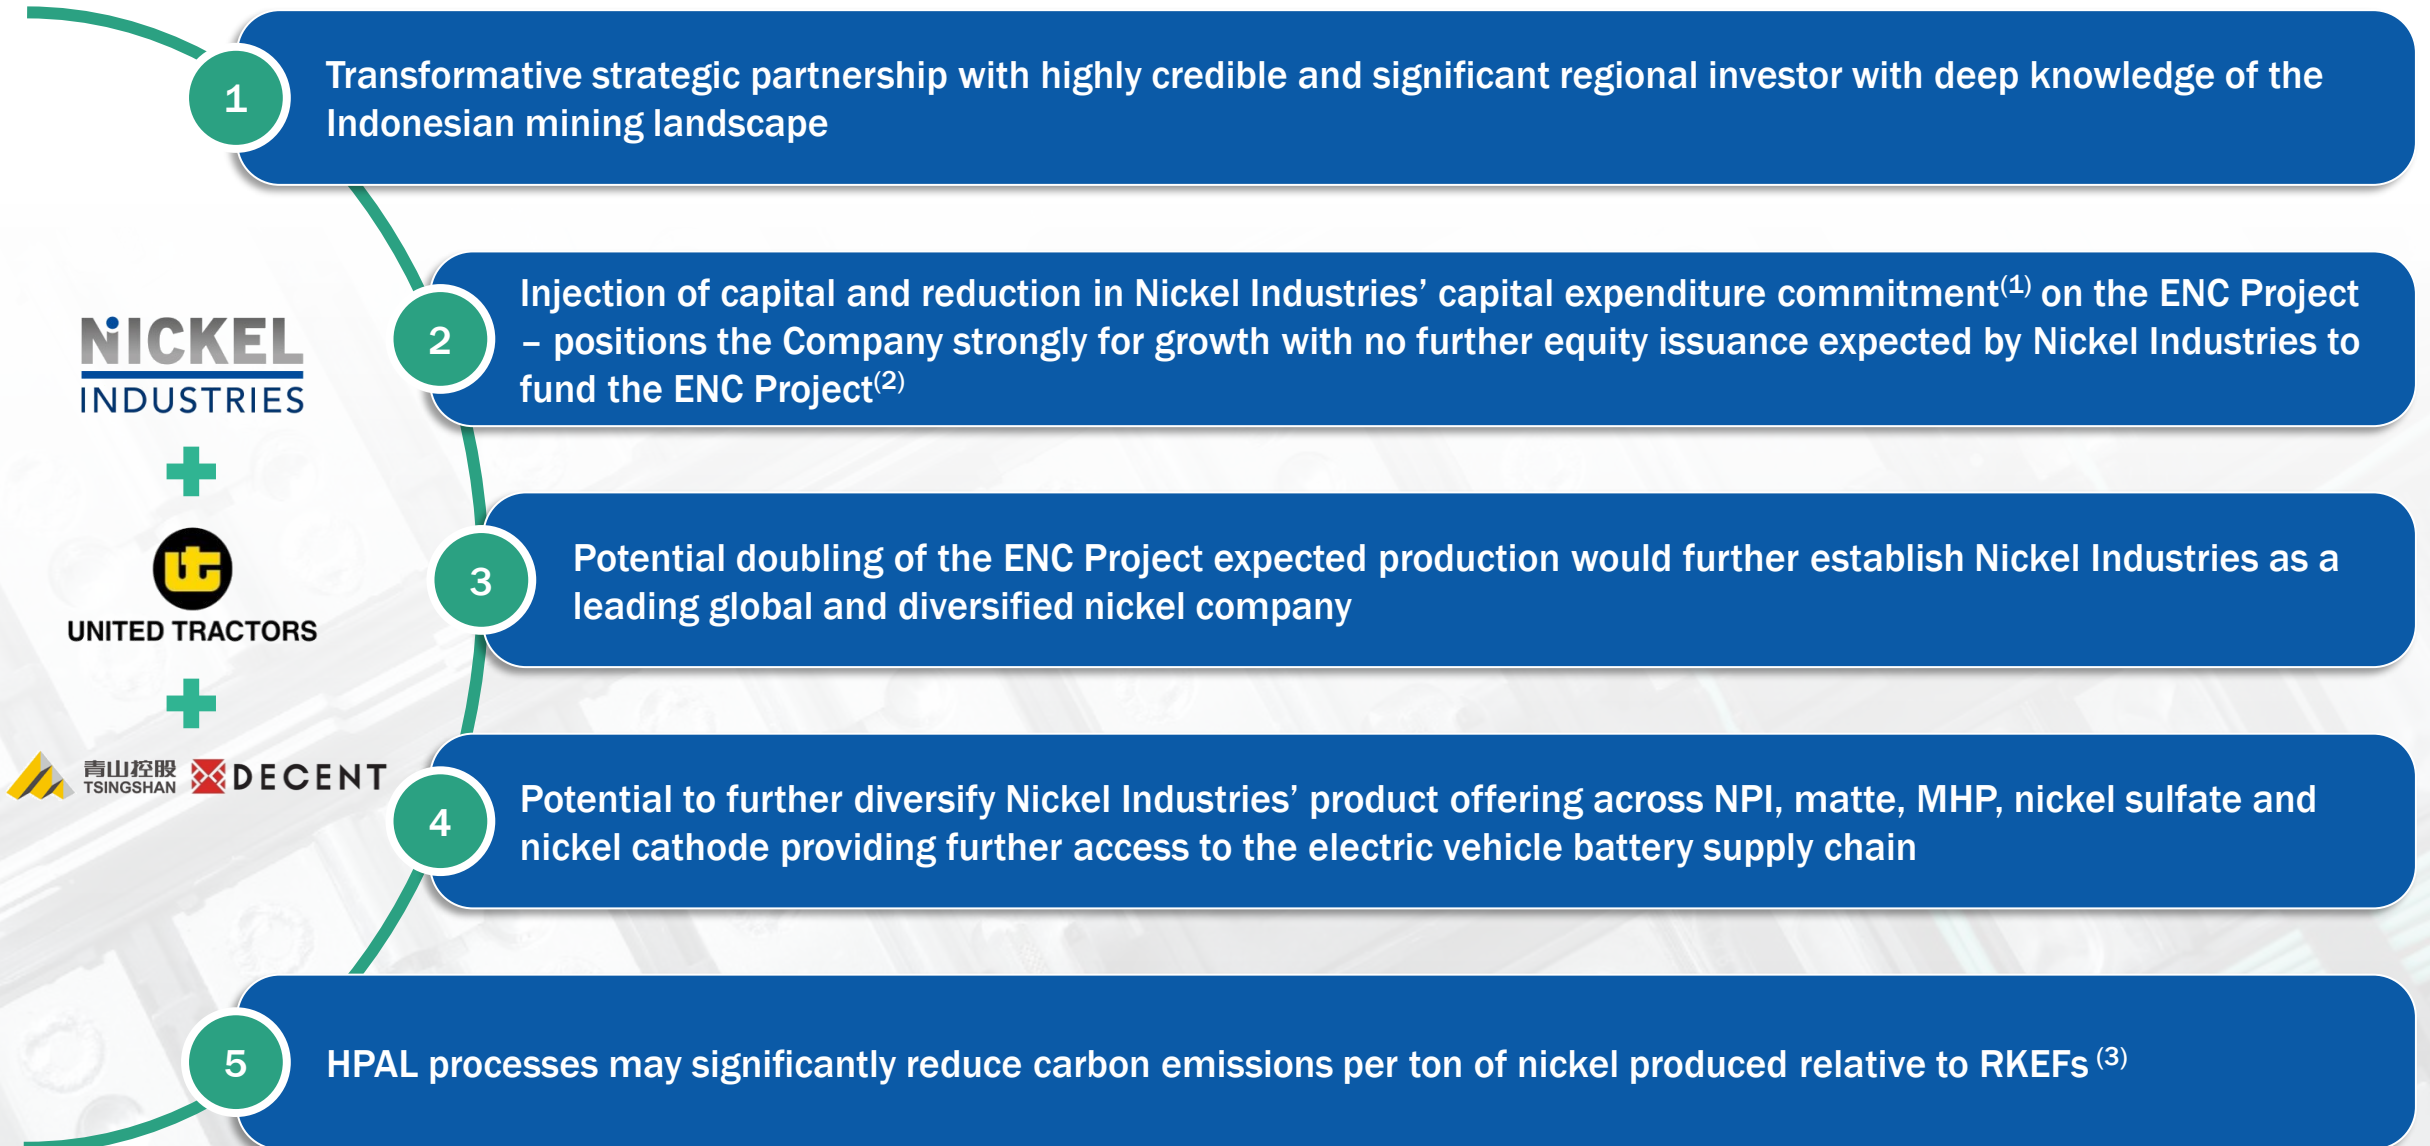 1
Transformative strategic partnership with highly credible and significant regional investor with deep knowledge of the
Indonesian mining landscape
2
Injection of capital and reduction in Nickel Industries’ capital expenditure commitment(1) on the ENC Project
– positions the Company strongly for growth with no further equity issuance expected by Nickel Industries to
fund the ENC Project(2)
NICKEL
INDUSTRIES
3
Potential doubling of the ENC Project expected production would further establish Nickel Industries as a
leading global and diversified nickel company
ut
UNITED TRACTORS
青山控股
TSINGSHAN
DECENT
4
Potential to further diversify Nickel Industries’ product offering across NPI, matte, MHP, nickel sulfate and
nickel cathode providing further access to the electric vehicle battery supply chain
5
HPAL processes may significantly reduce carbon emissions per ton of nickel produced relative to RKEFs (3)